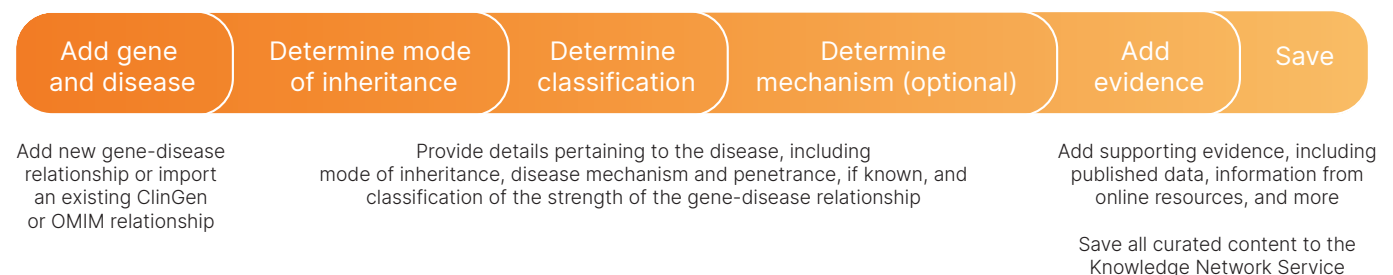 Add gene
and disease
Determine mode
of inheritance
Determine
classification
Determine
mechanism (optional)
Add
evidence
Save
Add new gene-disease
relationship or import
an existing ClinGen
or OMIM relationship
Provide details pertaining to the disease, including
mode of inheritance, disease mechanism and penetrance, if known, and
classification of the strength of the gene-disease relationship
Add supporting evidence, including
published data, information from
online resources, and more
Save all curated content to the
Knowledge Network Service